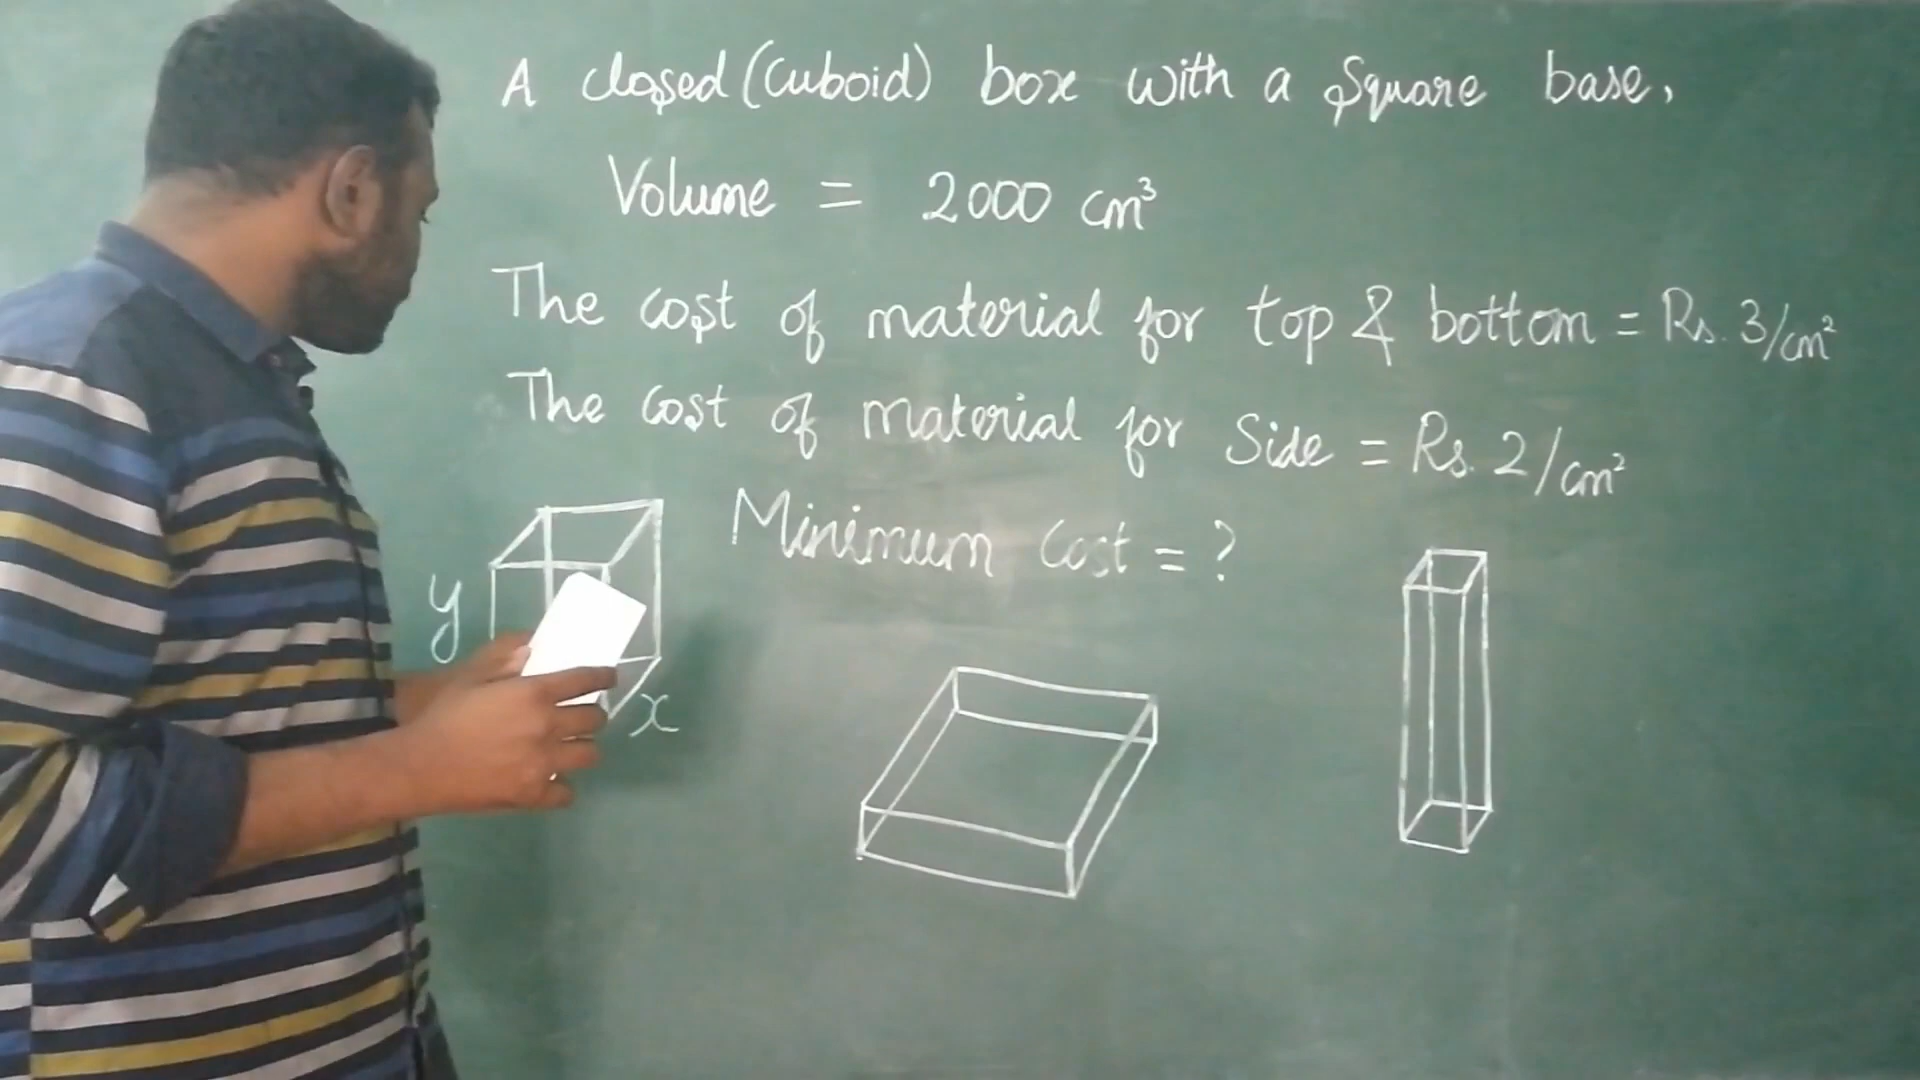 A closed (Cuboid) box with a square base,
Volume = 2000 cm³
The cost of material for top & bottom = Rs. 3/cm²
The cost of material for Side = Rs. 2/cm²
Minimum Cost = ?
y
x